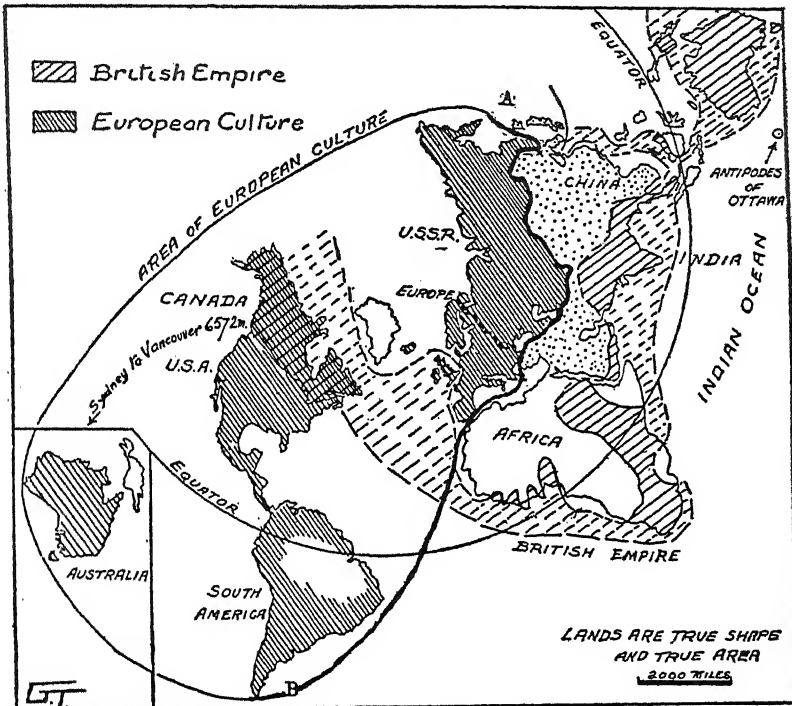 British Empire
European Culture
EQUATOR
A
AREA OF EUROPEAN CULTURE
CHINA
ANTIPODES
OF
OTTAWA
U.S.S.R.
INDIA
EUROPE
CANADA
Sydney to Vancouver 6572m.
U.S.A.
INDIAN OCEAN
AFRICA
EQUATOR
BRITISH EMPIRE
AUSTRALIA
SOUTH
AMERICA
LANDS ARE TRUE SHAPE
AND TRUE AREA
2000 MILES
B
G.T.